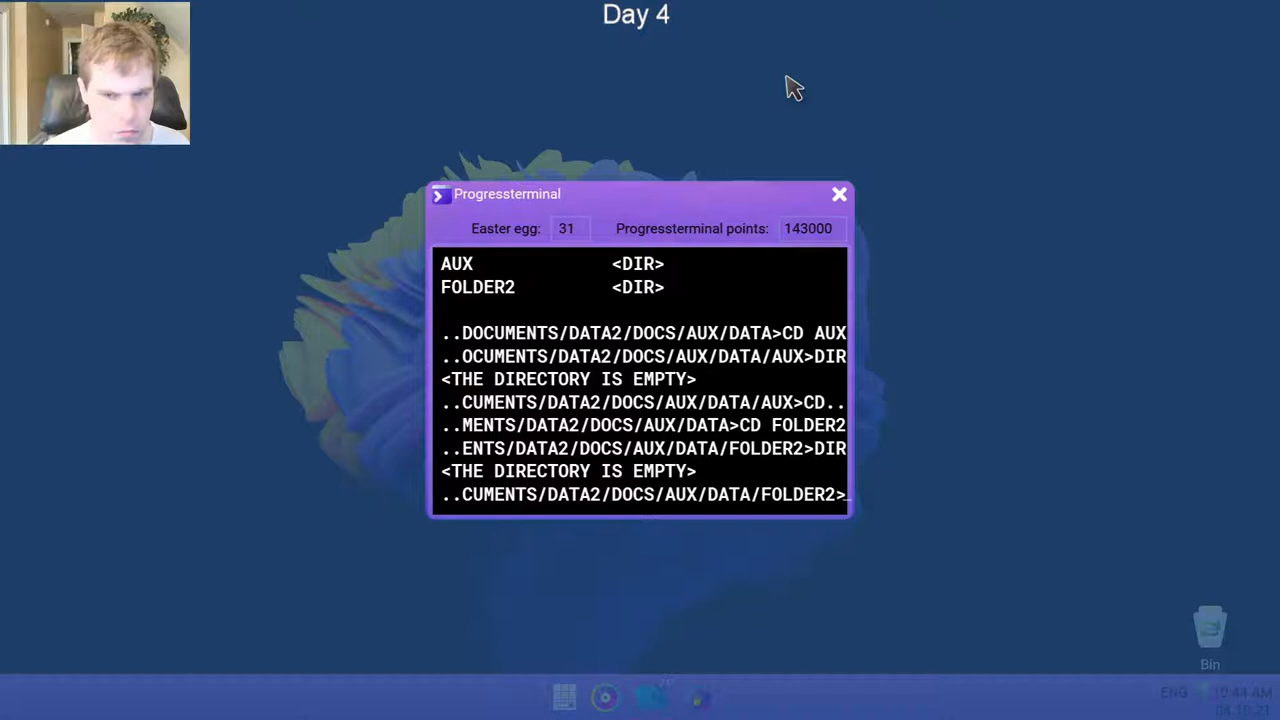 Day 4
Progressterminal
Easter egg: 31 Progressterminal points: 143000
AUX <DIR>
FOLDER2 <DIR>
..DOCUMENTS/DATA2/DOCS/AUX/DATA>CD AUX
..OCUMENTS/DATA2/DOCS/AUX/DATA/AUX>DIR
<THE DIRECTORY IS EMPTY>
..CUMENTS/DATA2/DOCS/AUX/DATA/AUX>CD..
..MENTS/DATA2/DOCS/AUX/DATA>CD FOLDER2
..ENTS/DATA2/DOCS/AUX/DATA/FOLDER2>DIR
<THE DIRECTORY IS EMPTY>
..CUMENTS/DATA2/DOCS/AUX/DATA/FOLDER2>_
Bin
ENG 10:44 AM